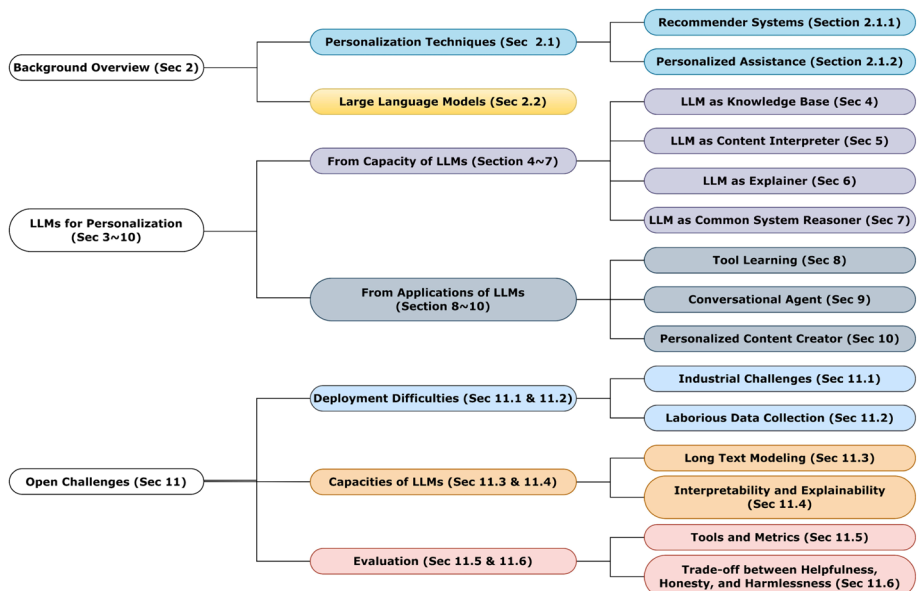 Background Overview (Sec 2)
Personalization Techniques (Sec 2.1)
Recommender Systems (Section 2.1.1)
Personalized Assistance (Section 2.1.2)
Large Language Models (Sec 2.2)
LLMs for Personalization
(Sec 3~10)
From Capacity of LLMs (Section 4~7)
LLM as Knowledge Base (Sec 4)
LLM as Content Interpreter (Sec 5)
LLM as Explainer (Sec 6)
LLM as Common System Reasoner (Sec 7)
From Applications of LLMs
(Section 8~10)
Tool Learning (Sec 8)
Conversational Agent (Sec 9)
Personalized Content Creator (Sec 10)
Open Challenges (Sec 11)
Deployment Difficulties (Sec 11.1 & 11.2)
Industrial Challenges (Sec 11.1)
Laborious Data Collection (Sec 11.2)
Capacities of LLMs (Sec 11.3 & 11.4)
Long Text Modeling (Sec 11.3)
Interpretability and Explainability
(Sec 11.4)
Evaluation (Sec 11.5 & 11.6)
Tools and Metrics (Sec 11.5)
Trade-off between Helpfulness,
Honesty, and Harmlessness (Sec 11.6)